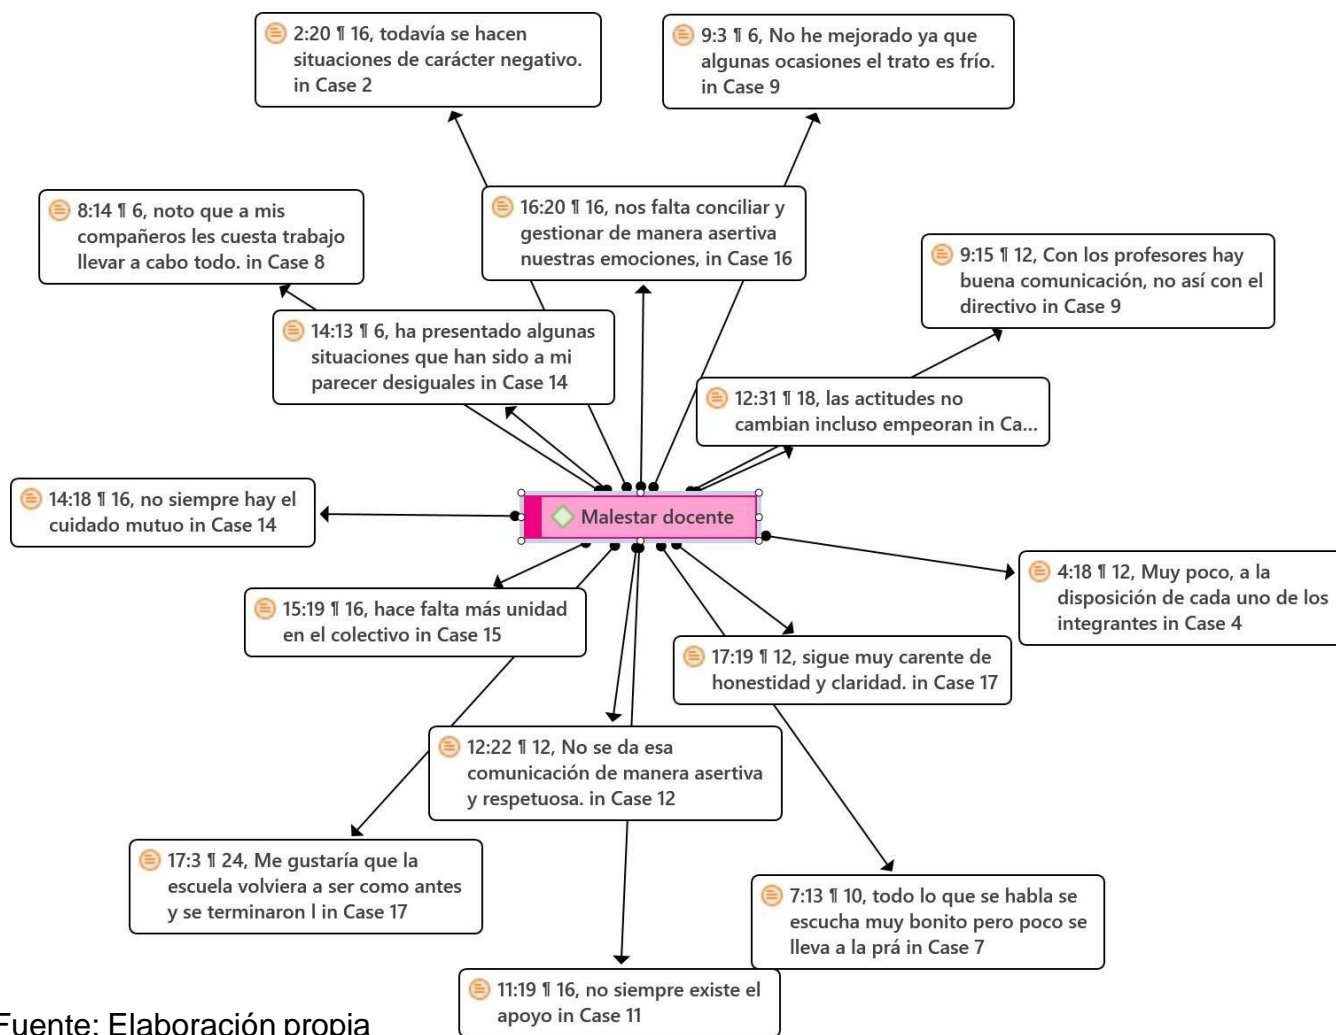 2:20 ¶ 16, todavía se hacen
situaciones de carácter negativo.
in Case 2
9:3 ¶ 6, No he mejorado ya que
algunas ocasiones el trato es frío.
in Case 9
8:14 ¶ 6, noto que a mis
compañeros les cuesta trabajo
llevar a cabo todo. in Case 8
16:20 ¶ 16, nos falta conciliar y
gestionar de manera asertiva
nuestras emociones, in Case 16
9:15 ¶ 12, Con los profesores hay
buena comunicación, no así con el
directivo in Case 9
14:13 ¶ 6, ha presentado algunas
situaciones que han sido a mi
parecer desiguales in Case 14
12:31 ¶ 18, las actitudes no
cambian incluso empeoran in Ca...
14:18 ¶ 16, no siempre hay el
cuidado mutuo in Case 14
Malestar docente
4:18 ¶ 12, Muy poco, a la
disposición de cada uno de los
integrantes in Case 4
15:19 ¶ 16, hace falta más unidad
en el colectivo in Case 15
17:19 ¶ 12, sigue muy carente de
honestidad y claridad. in Case 17
12:22 ¶ 12, No se da esa
comunicación de manera asertiva
y respetuosa. in Case 12
17:3 ¶ 24, Me gustaría que la
escuela volviera a ser como antes
y se terminaron l in Case 17
7:13 ¶ 10, todo lo que se habla se
escucha muy bonito pero poco se
lleva a la prá in Case 7
11:19 ¶ 16, no siempre existe el
apoyo in Case 11
Fuente: Elaboración propia